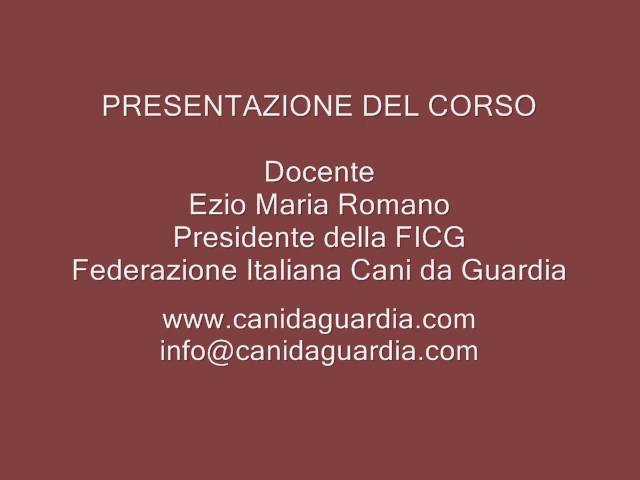 PRESENTAZIONE DEL CORSO
Docente
Ezio Maria Romano
Presidente della FICG
Federazione Italiana Cani da Guardia
www.canidaguardia.com
info@canidaguardia.com